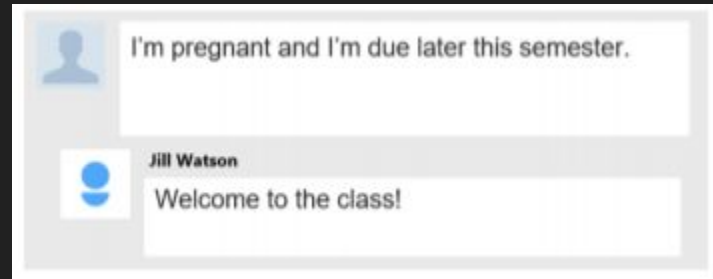 I'm pregnant and I'm due later this semester.
Jill Watson
Welcome to the class!